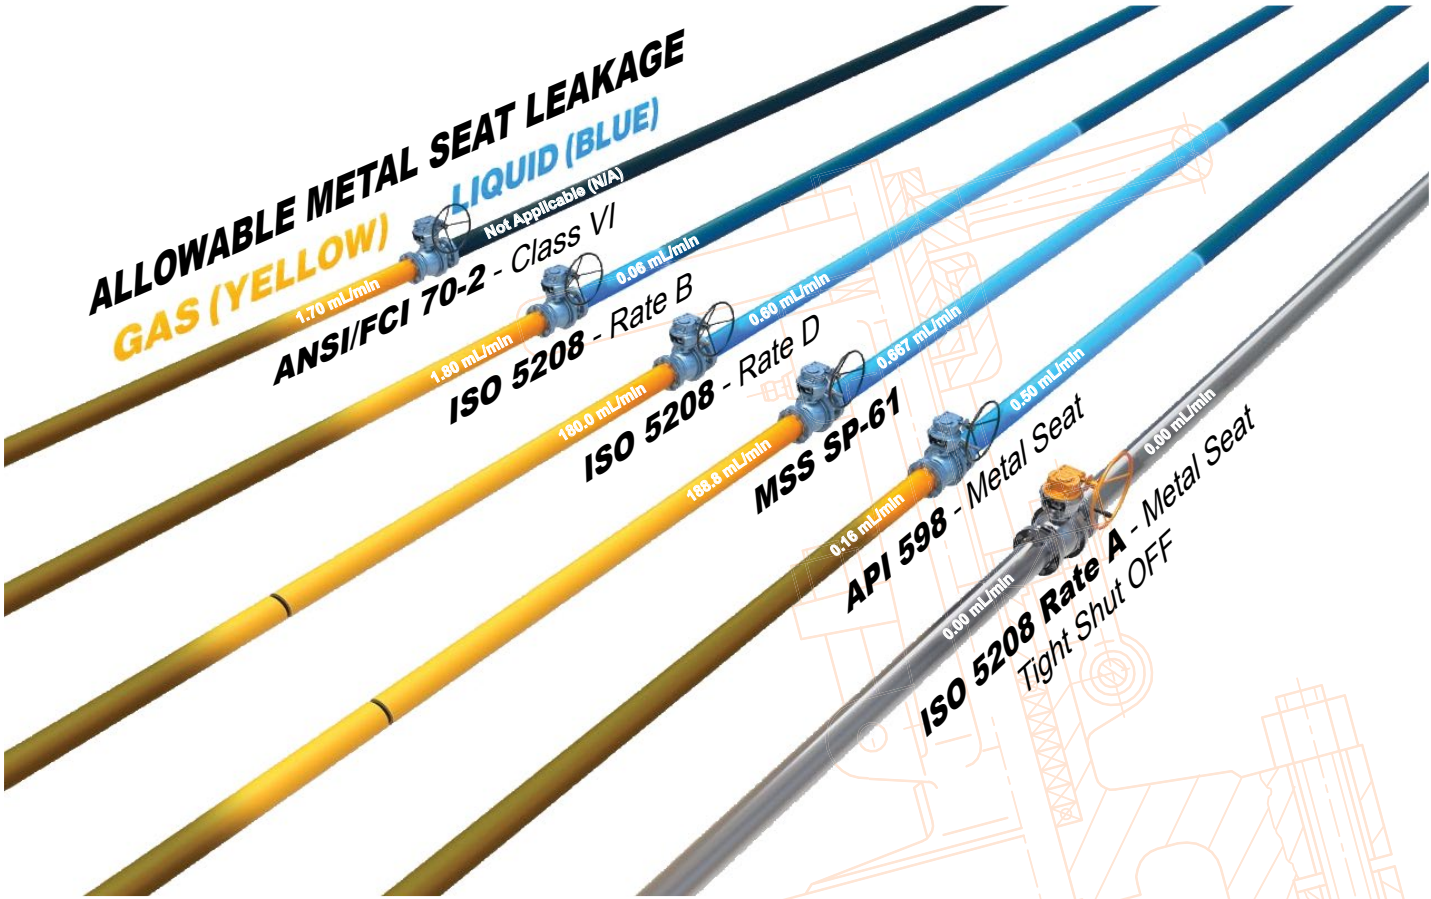 ALLOWABLE METAL SEAT LEAKAGE
GAS (YELLOW)
LIQUID (BLUE)
1.70 mL/min
Not Applicable (N/A)
ANSI/FCI 70-2 - Class VI
1.80 mL/min
0.06 mL/min
ISO 5208 - Rate B
180.0 mL/min
0.60 mL/min
ISO 5208 - Rate D
188.8 mL/min
0.667 mL/min
MSS SP-61
0.16 mL/min
0.50 mL/min
API 598 - Metal Seat
0.00 mL/min
0.00 mL/min
ISO 5208 Rate A - Metal Seat
Tight Shut OFF